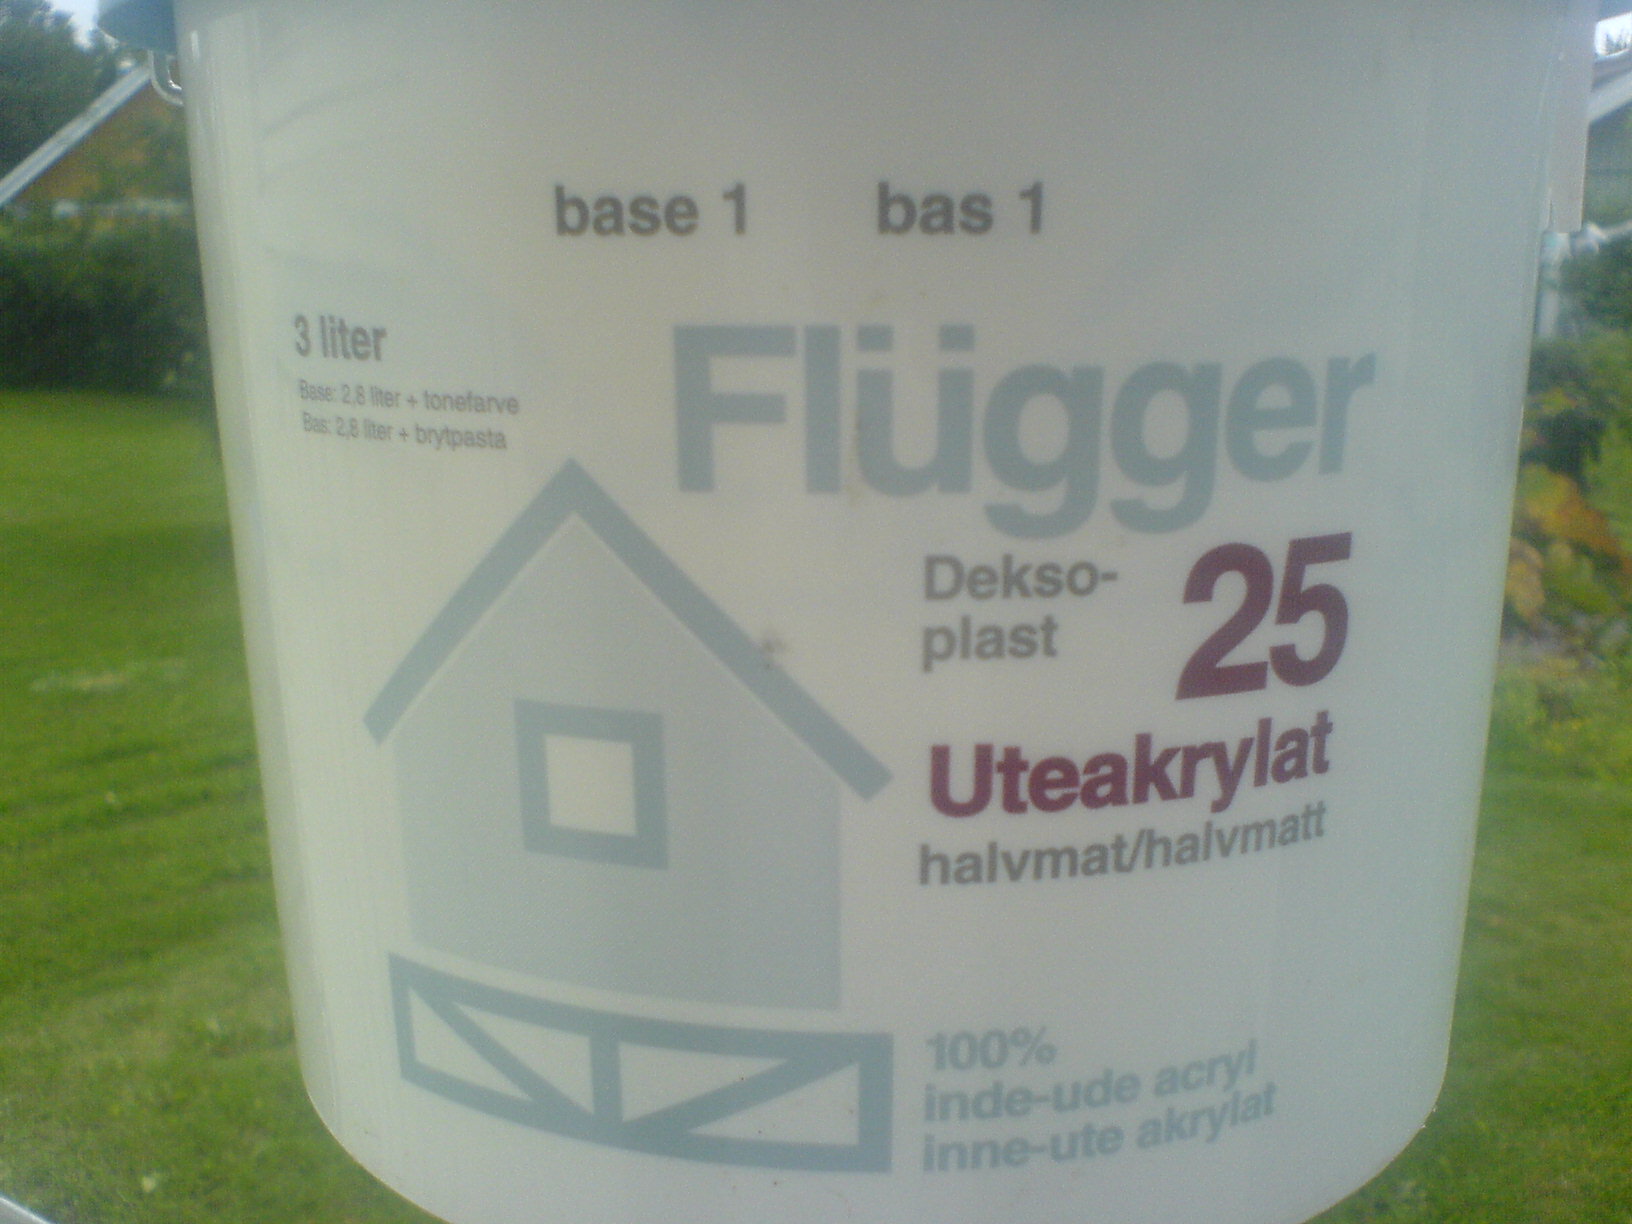 base 1 bas 1
3 liter
Base: 2,8 liter + tonefarve
Bas: 2,8 liter + brytpasta
Flügger
Dekso-
plast
25
Uteakrylat
halvmat/halvmatt
100%
inde-ude acryl
inne-ute akrylat